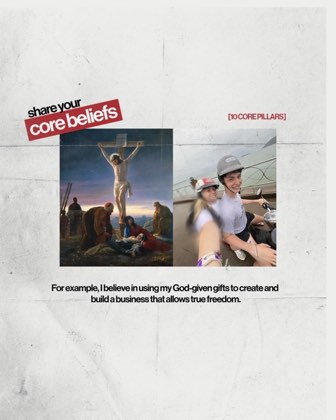 share your
core beliefs
[10 CORE PILLARS]
For example, I believe in using my God-given gifts to create and
build a business that allows true freedom.